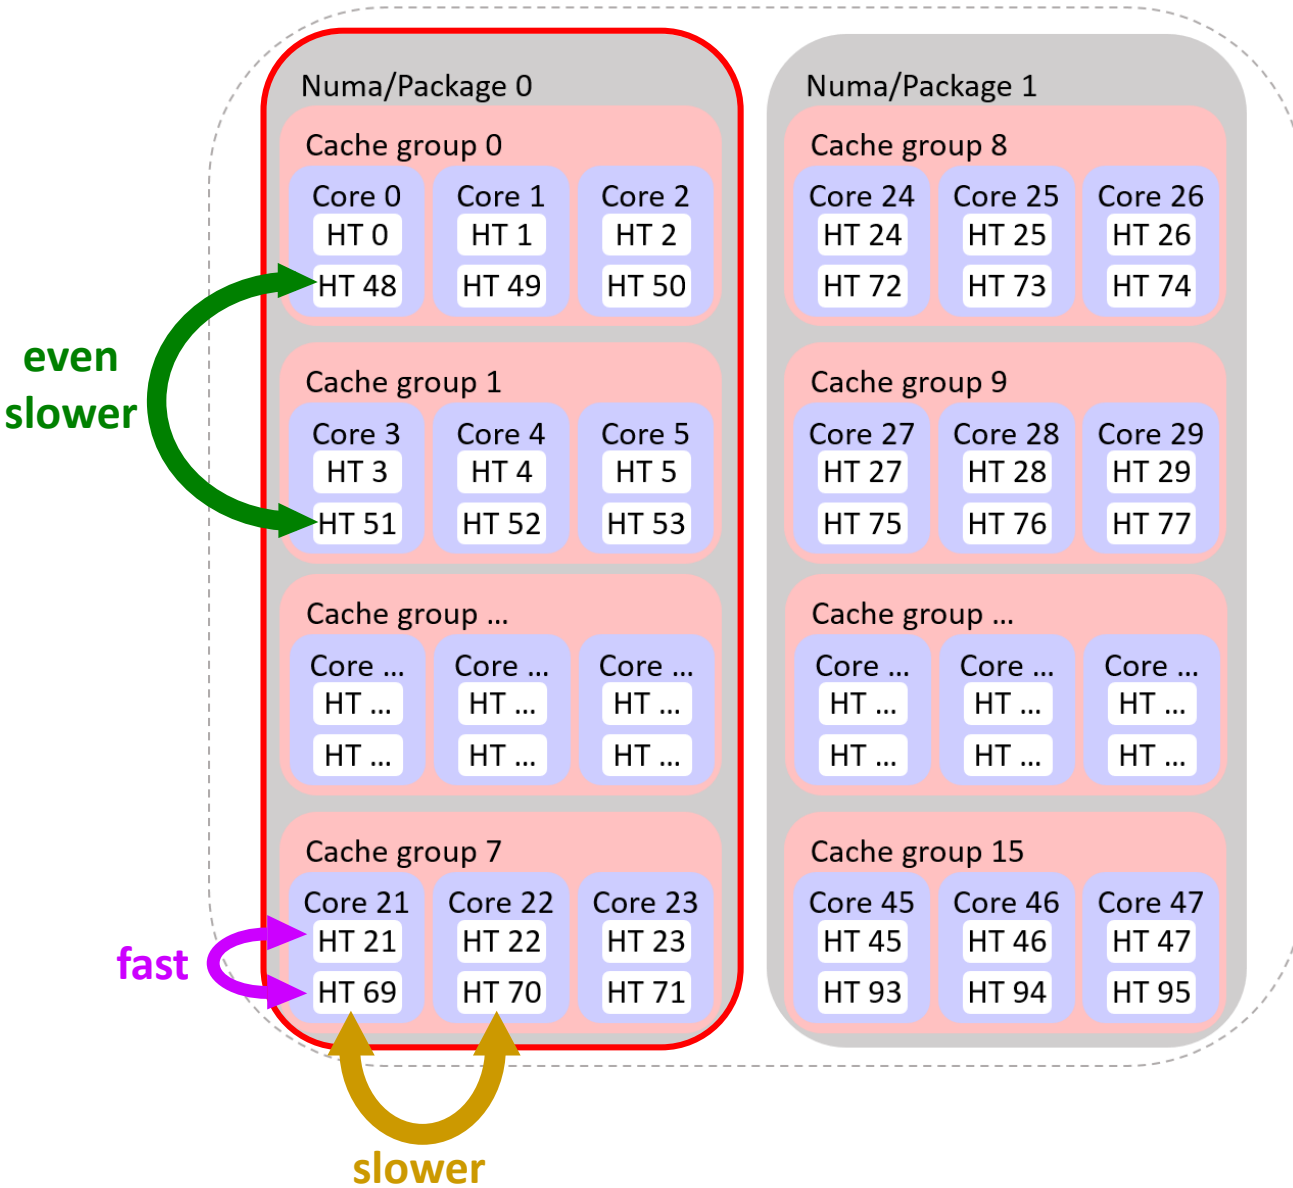 Numa/Package 0
Cache group 0
Core 0 Core 1 Core 2
HT 0 HT 1 HT 2
HT 48 HT 49 HT 50
Cache group 1
Core 3 Core 4 Core 5
HT 3 HT 4 HT 5
HT 51 HT 52 HT 53
Cache group ...
Core ... Core ... Core ...
HT ... HT ... HT ...
HT ... HT ... HT ...
Cache group 7
Core 21 Core 22 Core 23
HT 21 HT 22 HT 23
HT 69 HT 70 HT 71
Numa/Package 1
Cache group 8
Core 24 Core 25 Core 26
HT 24 HT 25 HT 26
HT 72 HT 73 HT 74
Cache group 9
Core 27 Core 28 Core 29
HT 27 HT 28 HT 29
HT 75 HT 76 HT 77
Cache group ...
Core ... Core ... Core ...
HT ... HT ... HT ...
HT ... HT ... HT ...
Cache group 15
Core 45 Core 46 Core 47
HT 45 HT 46 HT 47
HT 93 HT 94 HT 95
even
slower
fast
slower